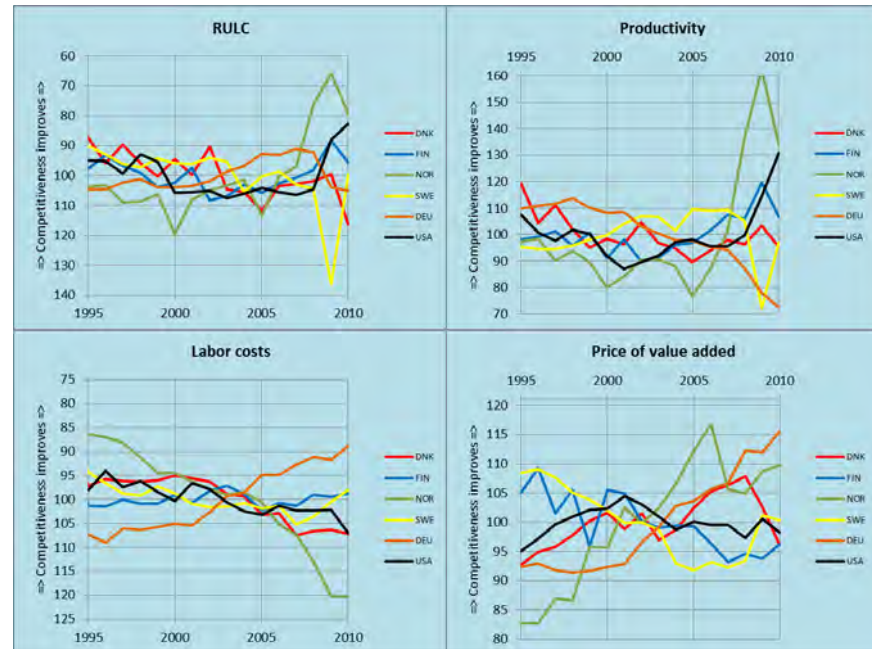 RULC
=> Competitiveness improves =>
60
70
80
90
100
110
120
130
140
1995
2000
2005
2010
DNK
FIN
NOR
SWE
DEU
USA
Productivity
=> Competitiveness improves =>
1995
2000
2005
2010
160
150
140
130
120
110
100
90
80
70
DNK
FIN
NOR
SWE
DEU
USA
Labor costs
=> Competitiveness improves =>
75
80
85
90
95
100
105
110
115
120
125
1995
2000
2005
2010
DNK
FIN
NOR
SWE
DEU
USA
Price of value added
=> Competitiveness improves =>
1995
2000
2005
2010
120
115
110
105
100
95
90
85
80
DNK
FIN
NOR
SWE
DEU
USA